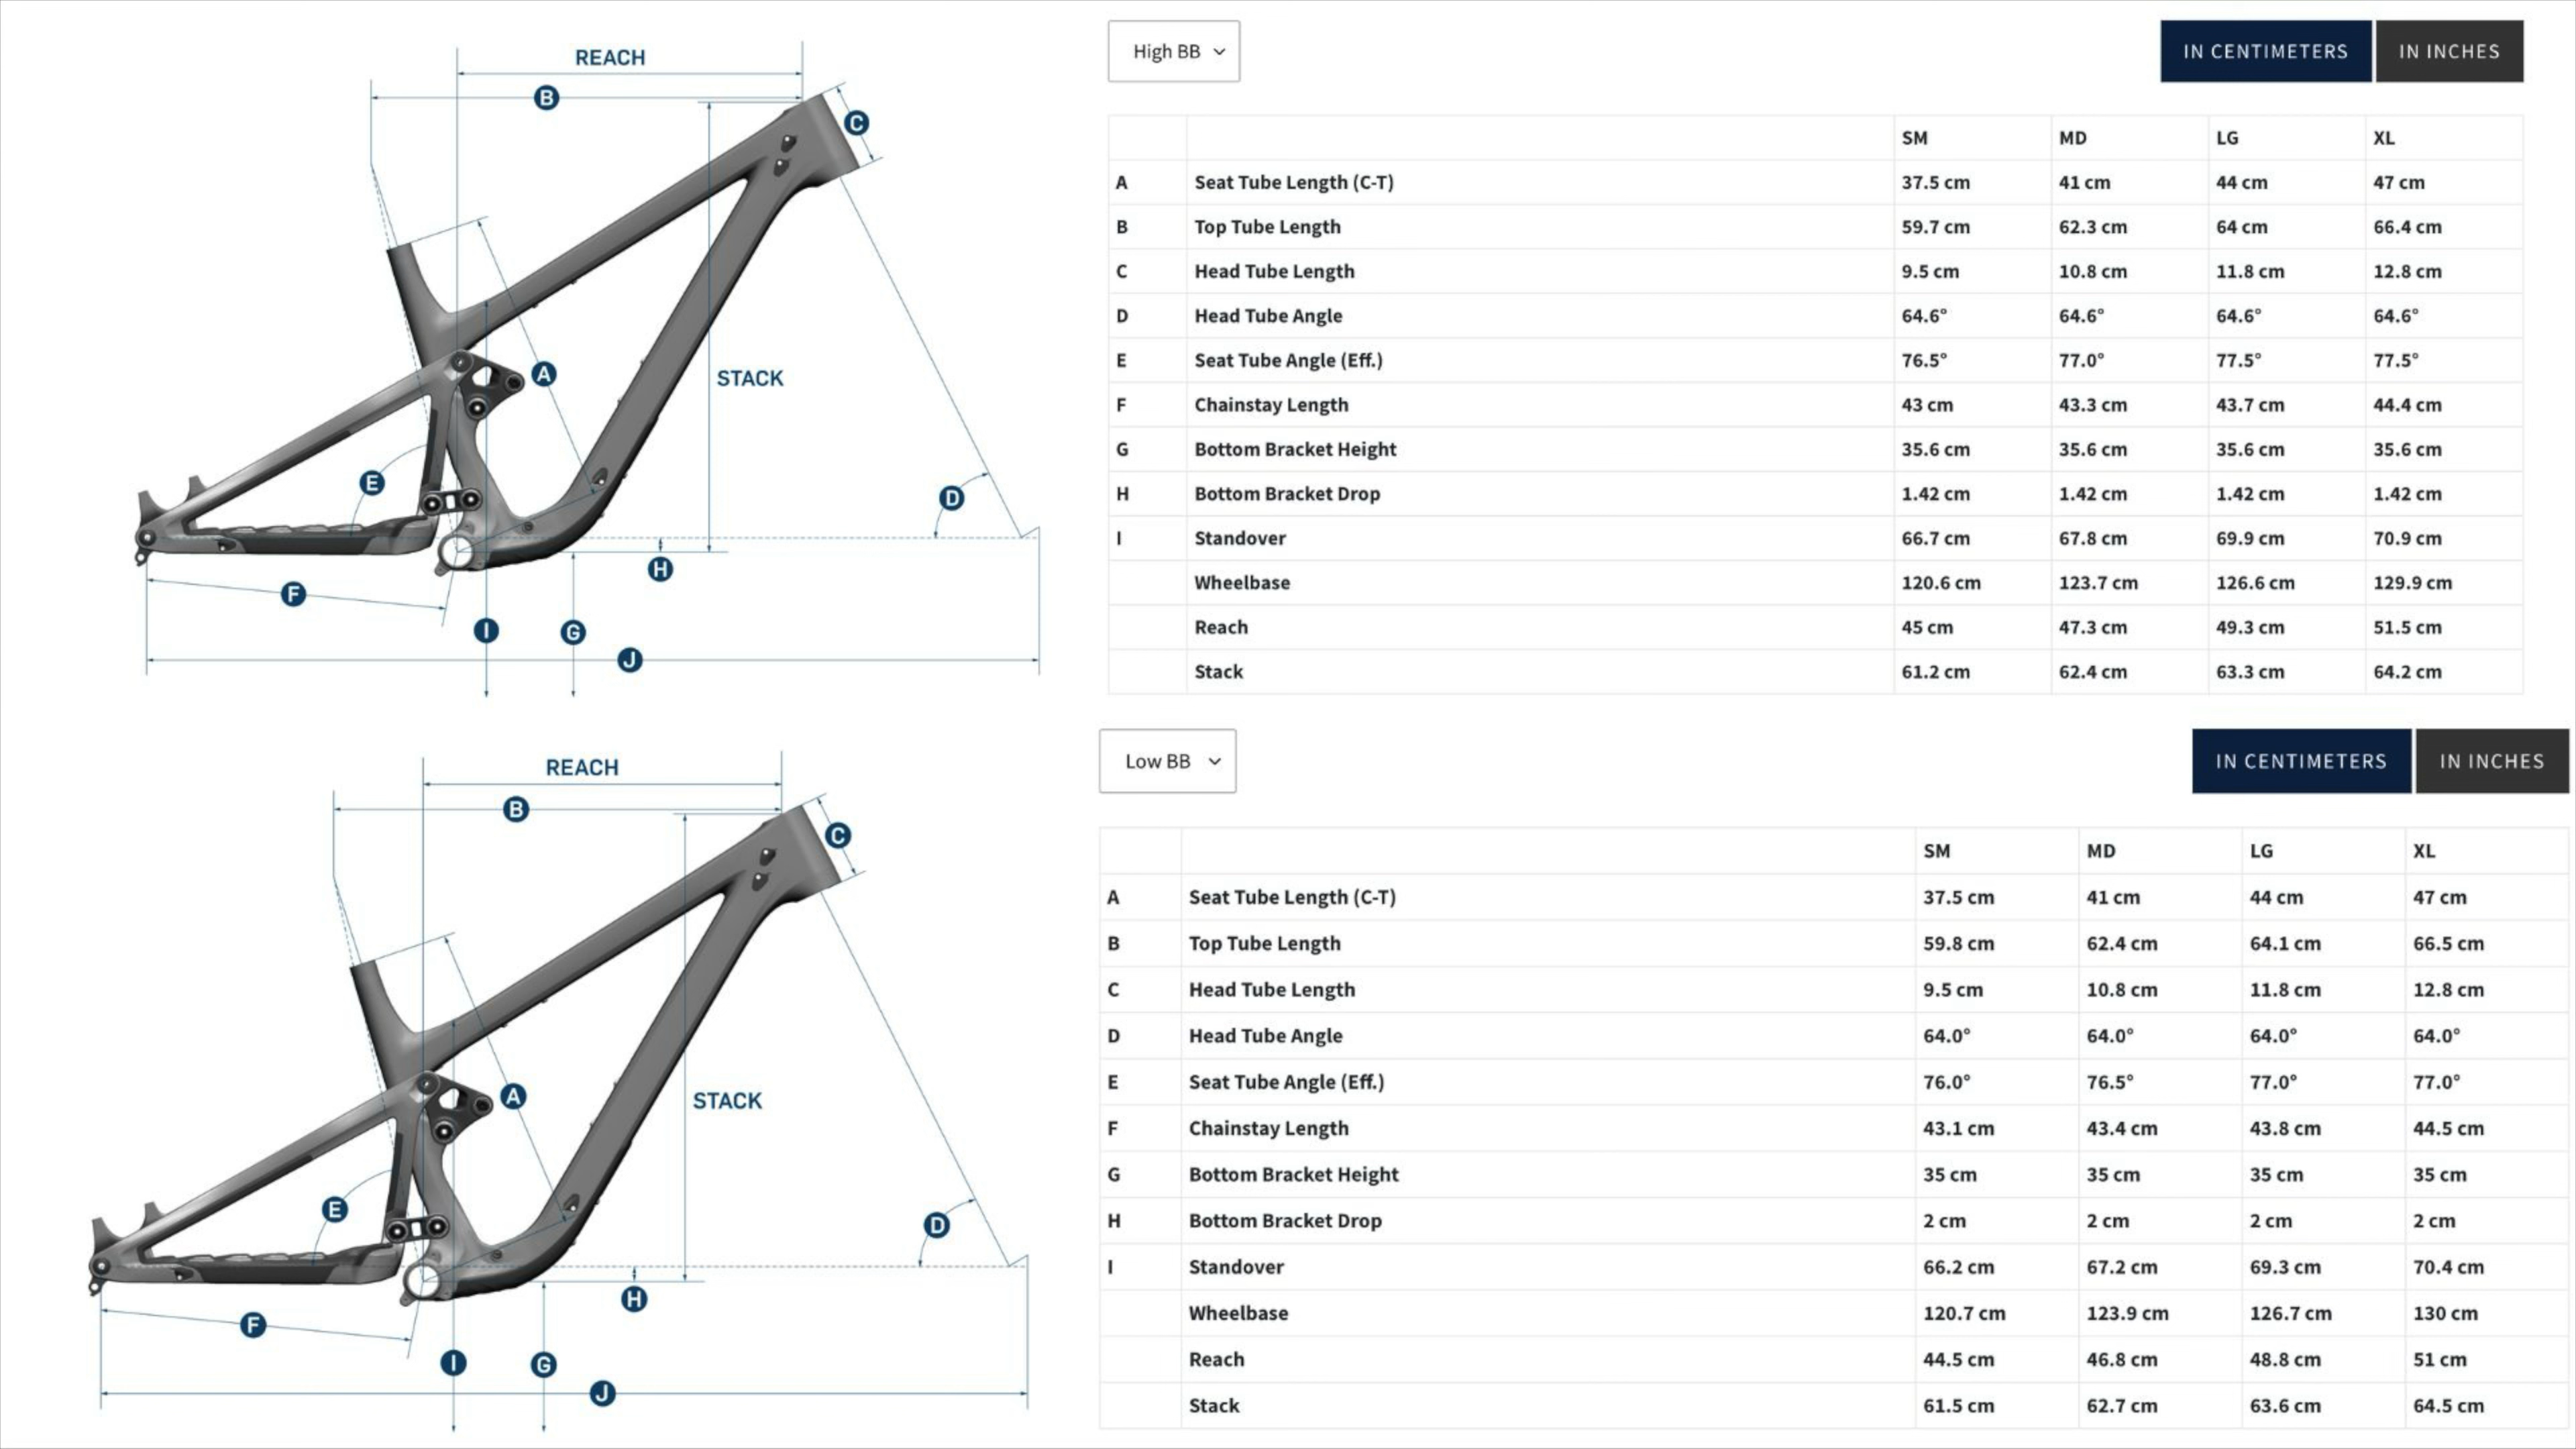 REACH
B
C
A
STACK
E
D
H
F
I
G
J
High BB
IN CENTIMETERS IN INCHES
SM MD LG XL
A Seat Tube Length (C-T) 37.5 cm 41 cm 44 cm 47 cm
B Top Tube Length 59.7 cm 62.3 cm 64 cm 66.4 cm
C Head Tube Length 9.5 cm 10.8 cm 11.8 cm 12.8 cm
D Head Tube Angle 64.6° 64.6° 64.6° 64.6°
E Seat Tube Angle (Eff.) 76.5° 77.0° 77.5° 77.5°
F Chainstay Length 43 cm 43.3 cm 43.7 cm 44.4 cm
G Bottom Bracket Height 35.6 cm 35.6 cm 35.6 cm 35.6 cm
H Bottom Bracket Drop 1.42 cm 1.42 cm 1.42 cm 1.42 cm
I Standover 66.7 cm 67.8 cm 69.9 cm 70.9 cm
Wheelbase 120.6 cm 123.7 cm 126.6 cm 129.9 cm
Reach 45 cm 47.3 cm 49.3 cm 51.5 cm
Stack 61.2 cm 62.4 cm 63.3 cm 64.2 cm
REACH
B
C
A
STACK
E
D
H
F
I
G
J
Low BB
IN CENTIMETERS IN INCHES
SM MD LG XL
A Seat Tube Length (C-T) 37.5 cm 41 cm 44 cm 47 cm
B Top Tube Length 59.8 cm 62.4 cm 64.1 cm 66.5 cm
C Head Tube Length 9.5 cm 10.8 cm 11.8 cm 12.8 cm
D Head Tube Angle 64.0° 64.0° 64.0° 64.0°
E Seat Tube Angle (Eff.) 76.0° 76.5° 77.0° 77.0°
F Chainstay Length 43.1 cm 43.4 cm 43.8 cm 44.5 cm
G Bottom Bracket Height 35 cm 35 cm 35 cm 35 cm
H Bottom Bracket Drop 2 cm 2 cm 2 cm 2 cm
I Standover 66.2 cm 67.2 cm 69.3 cm 70.4 cm
Wheelbase 120.7 cm 123.9 cm 126.7 cm 130 cm
Reach 44.5 cm 46.8 cm 48.8 cm 51 cm
Stack 61.5 cm 62.7 cm 63.6 cm 64.5 cm